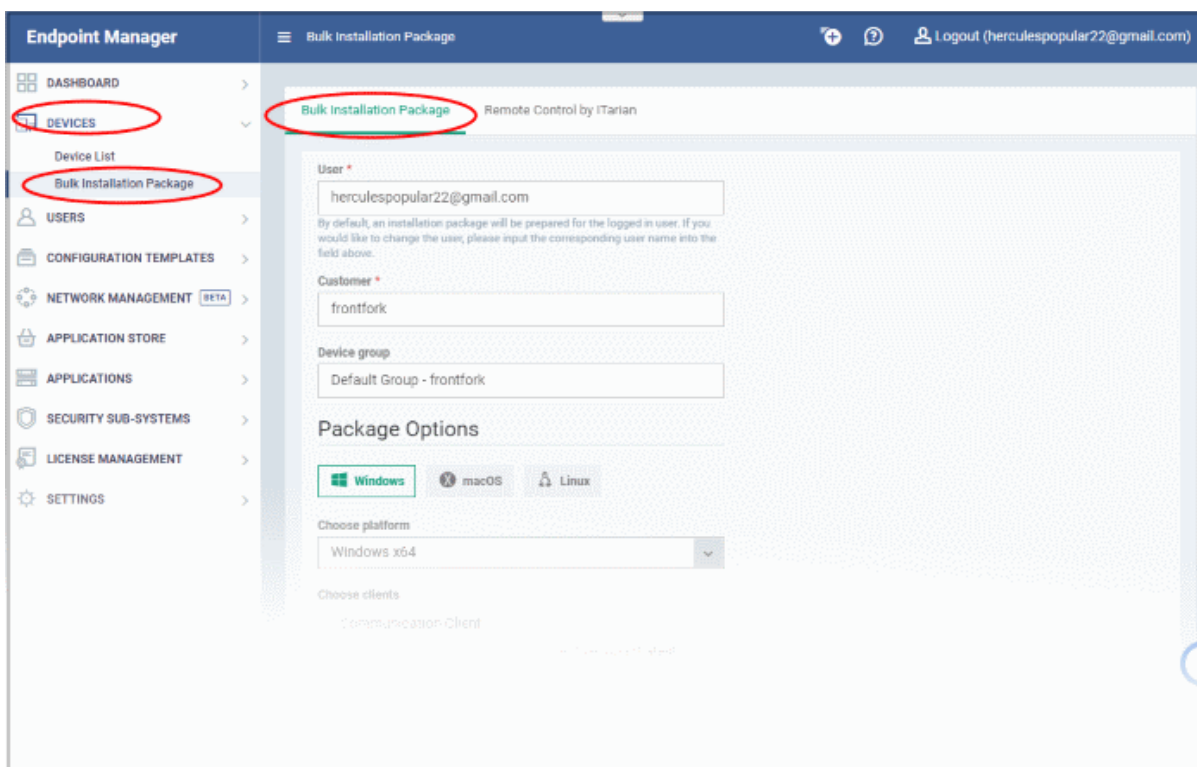 Endpoint Manager
Bulk Installation Package
Logout (herculespopular22@gmail.com)
DASHBOARD
DEVICES
Device List
Bulk Installation Package
USERS
CONFIGURATION TEMPLATES
NETWORK MANAGEMENT BETA
APPLICATION STORE
APPLICATIONS
SECURITY SUB-SYSTEMS
LICENSE MANAGEMENT
SETTINGS
Bulk Installation Package Remote Control by ITarian
User *
herculespopular22@gmail.com
By default, an installation package will be prepared for the logged in user. If you
would like to change the user, please input the corresponding user name into the
field above.
Customer *
frontfork
Device group
Default Group - frontfork
Package Options
Windows macOS Linux
Choose platform
Windows x64
Choose clients
Communication Client